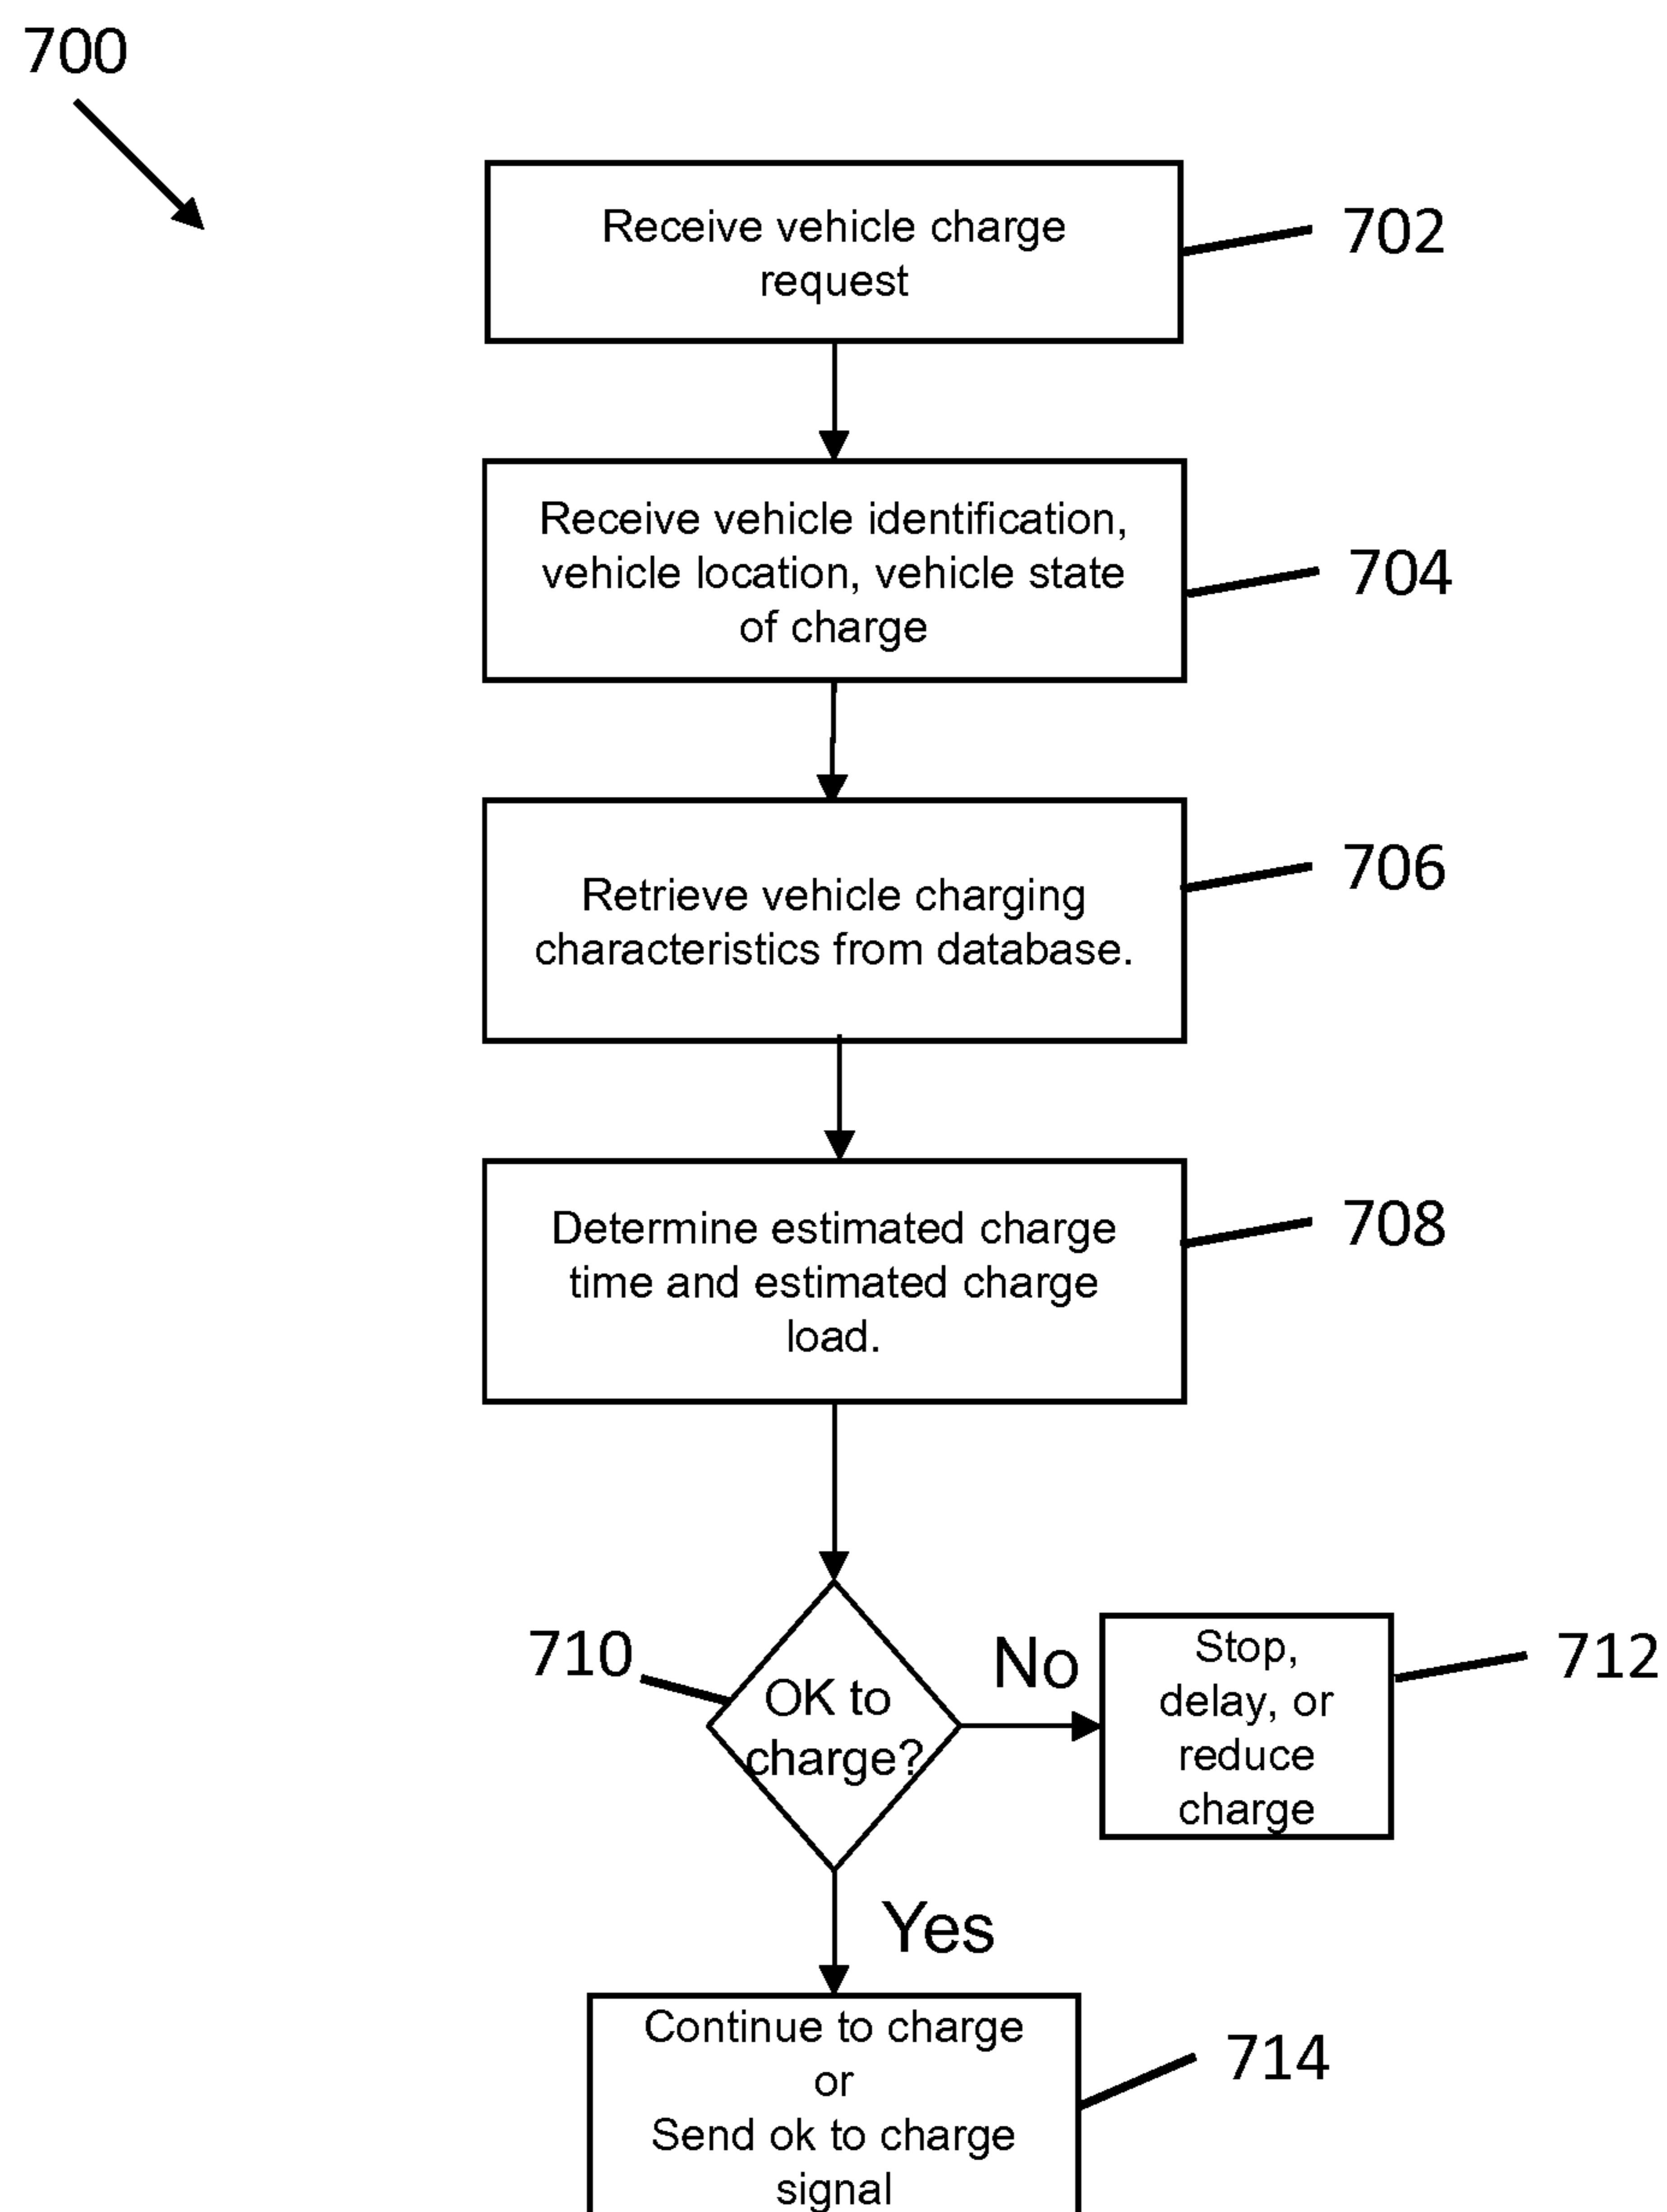 700
Receive vehicle charge
request
702
Receive vehicle identification,
vehicle location, vehicle state
of charge
704
Retrieve vehicle charging
characteristics from database.
706
Determine estimated charge
time and estimated charge
load.
708
710
OK to
charge?
No
Stop,
delay, or
reduce
charge
712
Yes
Continue to charge
or
Send ok to charge
signal
714